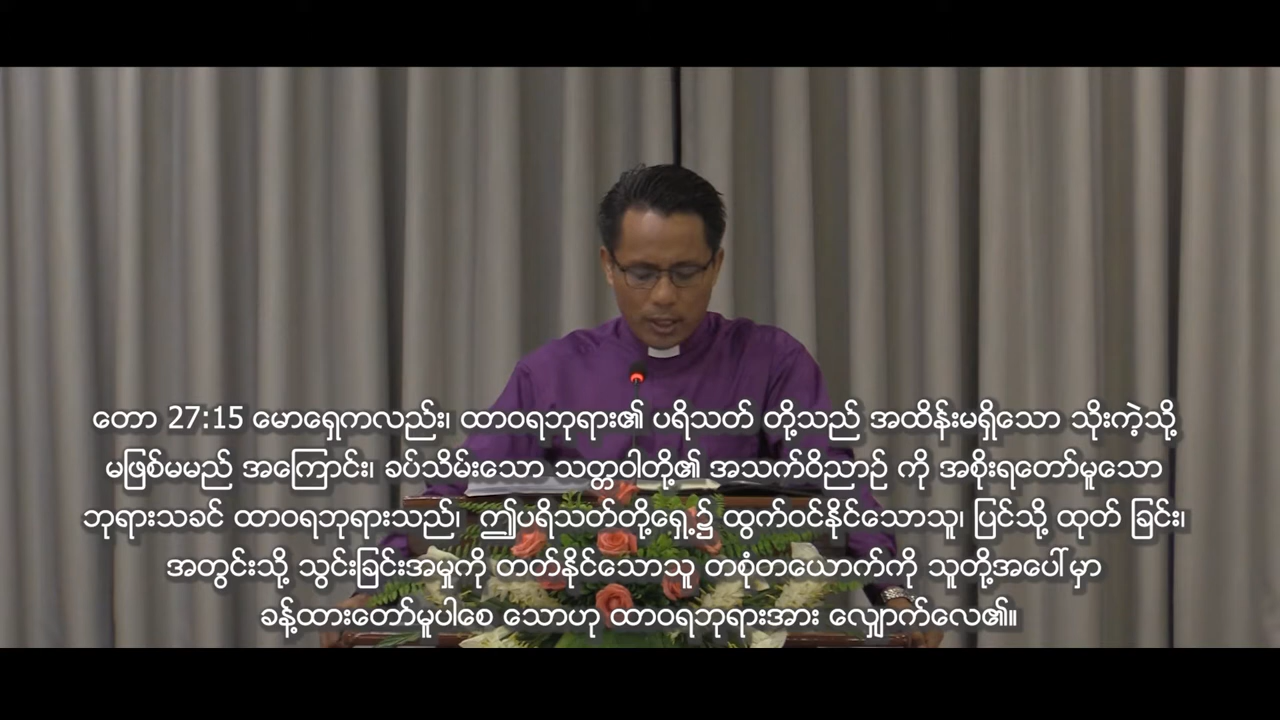 တော 27:15 မောရှေကလည်း၊ ထာဝရဘုရား၏ ပရိသတ် တို့သည် အထိန်းမရှိသော သိုးကဲ့သို့
မဖြစ်မမည် အကြောင်း၊ ခပ်သိမ်းသော သတ္တဝါတို့၏ အသက်ဝိညာဉ် ကို အစိုးရတော်မူသော
ဘုရားသခင် ထာဝရဘုရားသည်၊ ဤပရိသတ်တို့ရှေ့၌ ထွက်ဝင်နိုင်သောသူ၊ ပြင်သို့ ထုတ် ခြင်း၊
အတွင်းသို့ သွင်းခြင်းအမှုကို တတ်နိုင်သောသူ တစုံတယောက်ကို သူတို့အပေါ်မှာ
ခန့်ထားတော်မူပါစေ သောဟု ထာဝရဘုရားအား လျှောက်လေ၏။